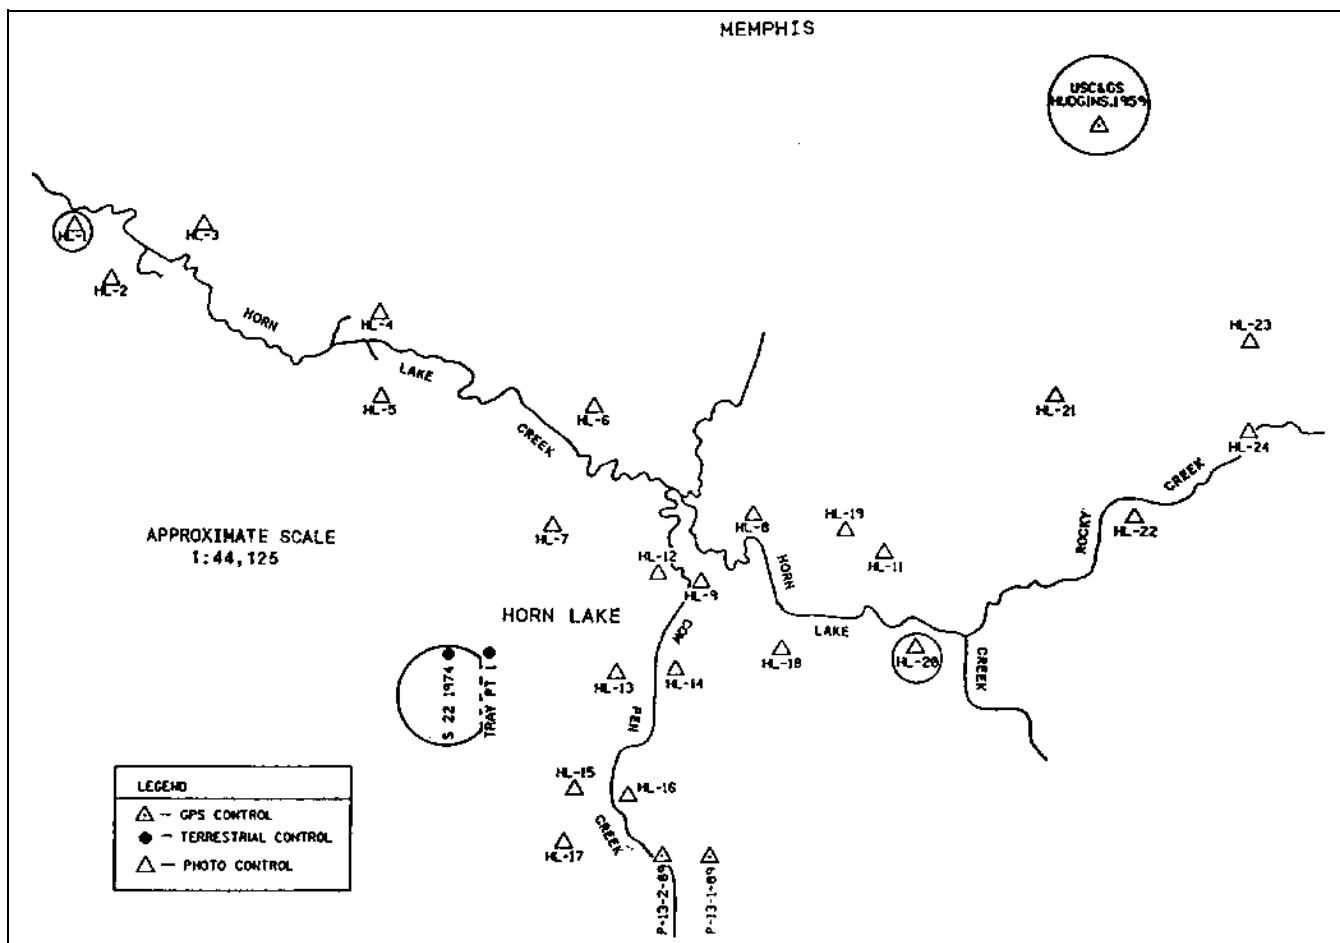 MEMPHIS
USC&GS
HUDGINS.1959
HL-1
HL-3
HL-2
HORN
HL-4
LAKE
HL-5
HL-6
CREEK
HL-23
HL-21
HL-24
CREEK
ROCKY
HL-22
APPROXIMATE SCALE
1:44,125
HL-7
HL-8
HL-19
HL-11
HL-12
HL-9
HORN
HORN LAKE
COW
LAKE
HL-18
HL-20
CREEK
S 22 1974
TRAV PT 1
HL-13
HL-14
PEN
HL-15
HL-16
HL-17
CREEK
P-13-2-89
P-13-1-89
LEGEND
- GPS CONTROL
- TERRESTRIAL CONTROL
- PHOTO CONTROL